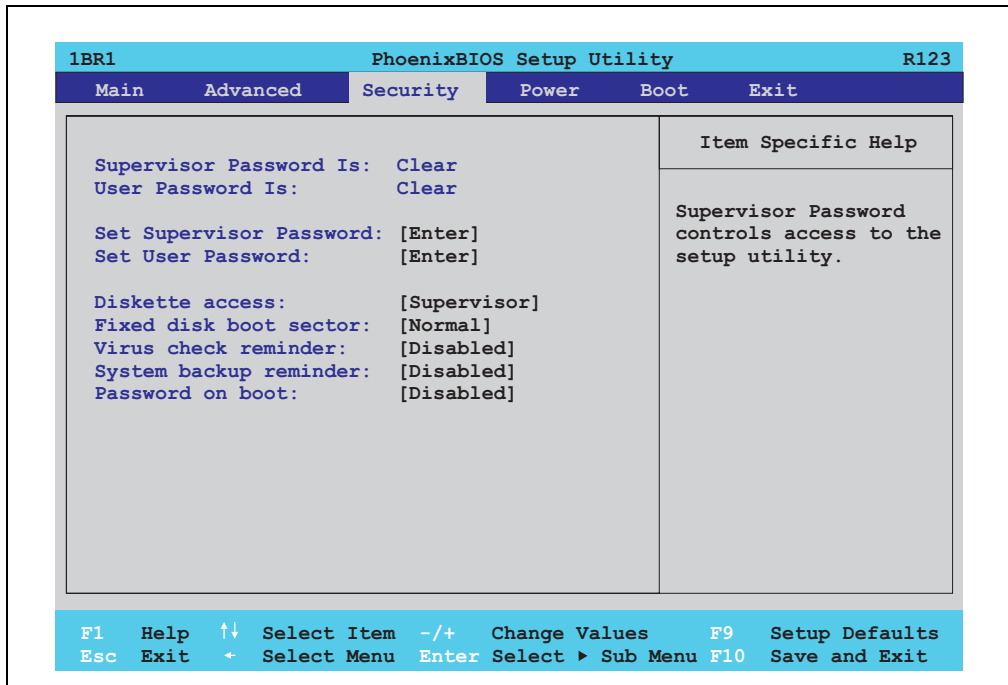 1BR1 PhoenixBIOS Setup Utility R123
Main Advanced Security Power Boot Exit
Item Specific Help
Supervisor Password Is: Clear
User Password Is: Clear
Supervisor Password
controls access to the
setup utility.
Set Supervisor Password: [Enter]
Set User Password: [Enter]
Diskette access: [Supervisor]
Fixed disk boot sector: [Normal]
Virus check reminder: [Disabled]
System backup reminder: [Disabled]
Password on boot: [Disabled]
F1 Help ↑↓ Select Item -/+ Change Values F9 Setup Defaults
Esc Exit ← Select Menu Enter Select ▶ Sub Menu F10 Save and Exit